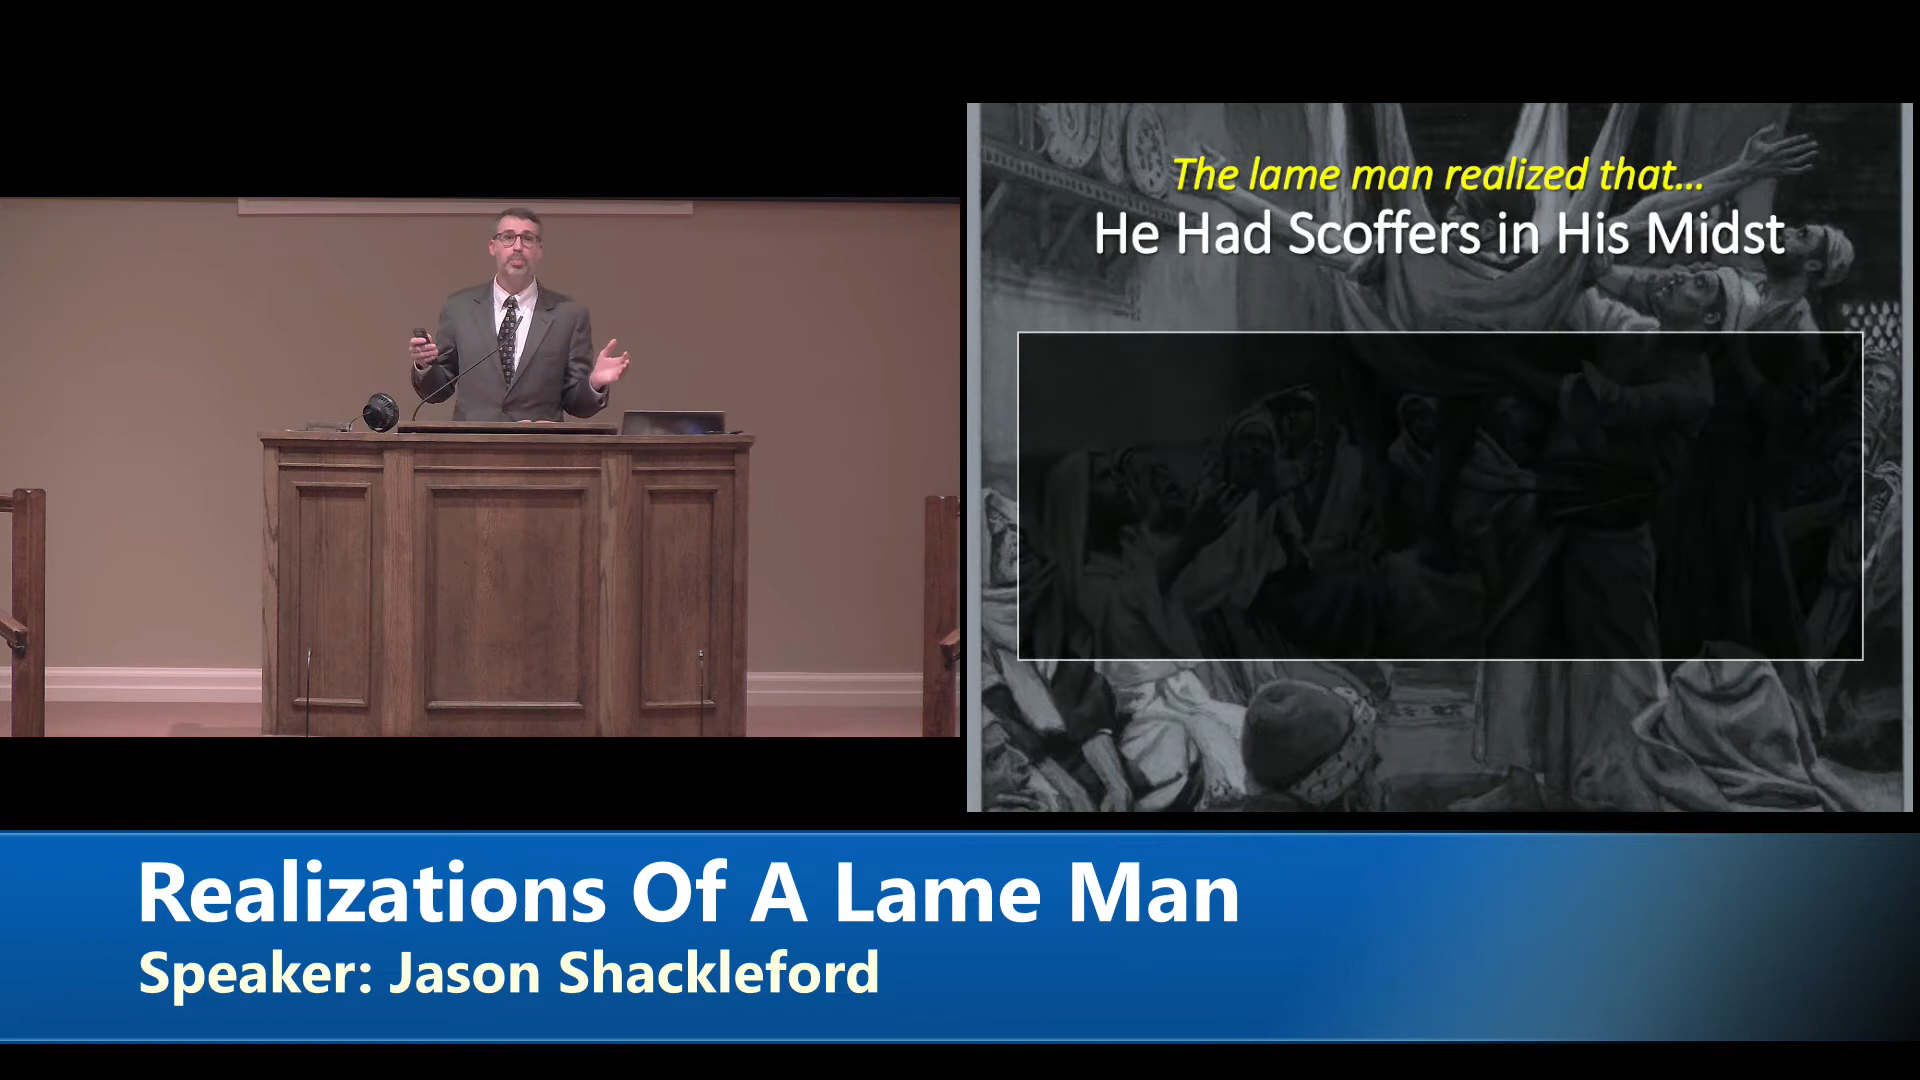 The lame man realized that...
He Had Scoffers in His Midst
Realizations Of A Lame Man
Speaker: Jason Shackleford